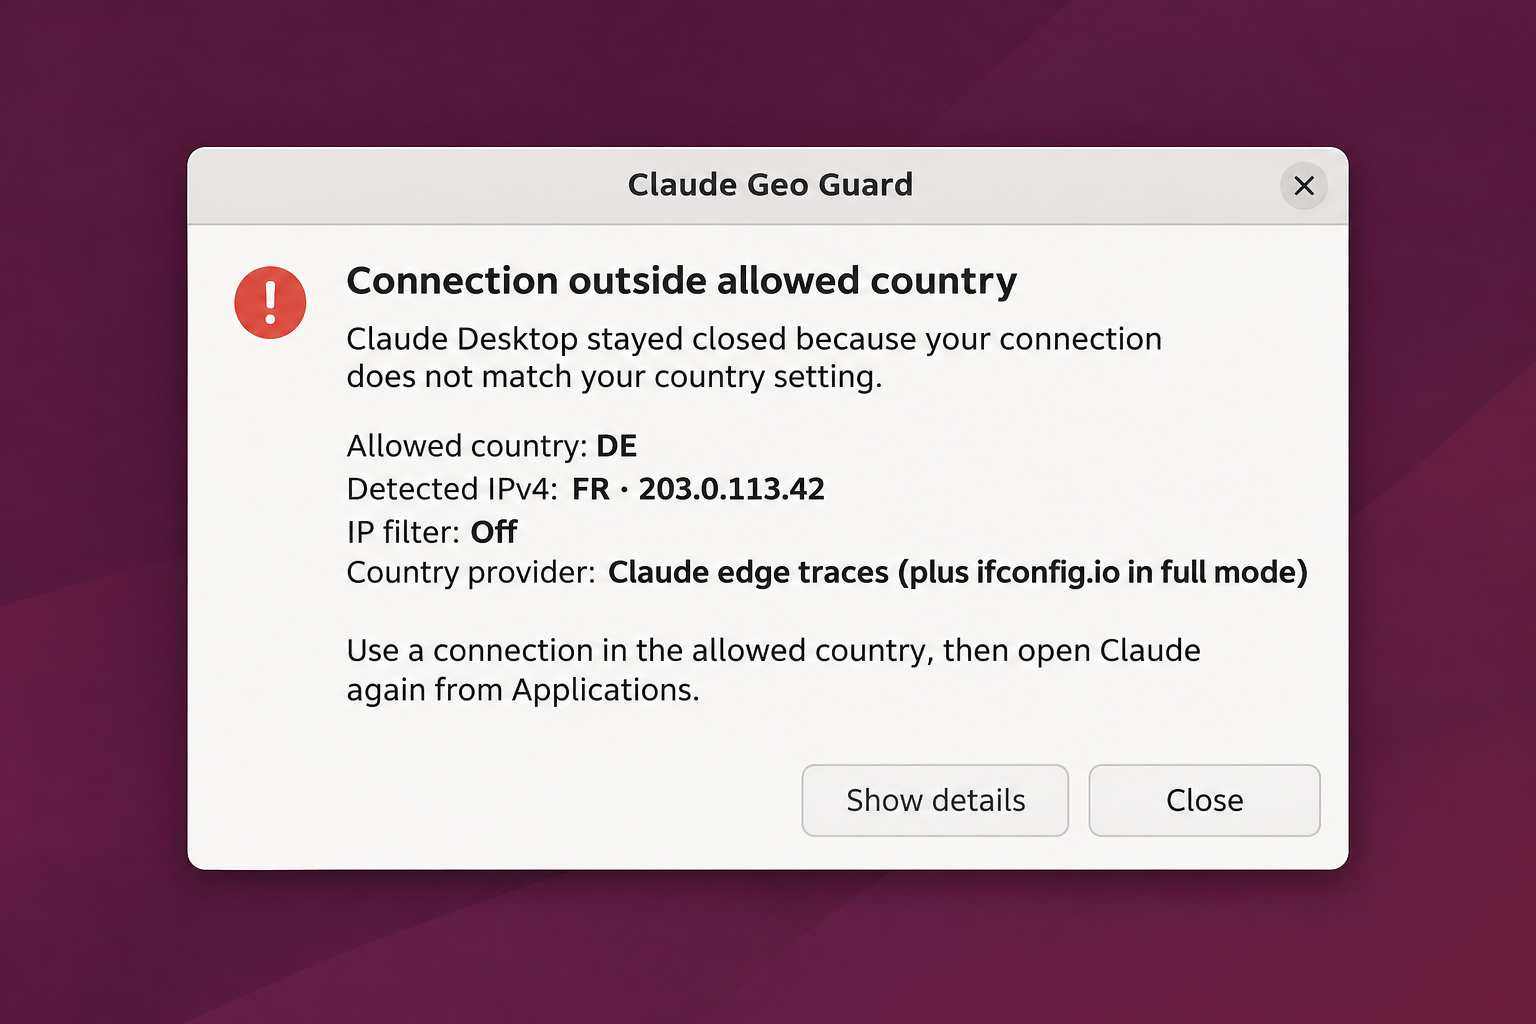 Claude Geo Guard
Connection outside allowed country
Claude Desktop stayed closed because your connection
does not match your country setting.
Allowed country: DE
Detected IPv4: FR · 203.0.113.42
IP filter: Off
Country provider: Claude edge traces (plus ifconfig.io in full mode)
Use a connection in the allowed country, then open Claude
again from Applications.
Show details
Close